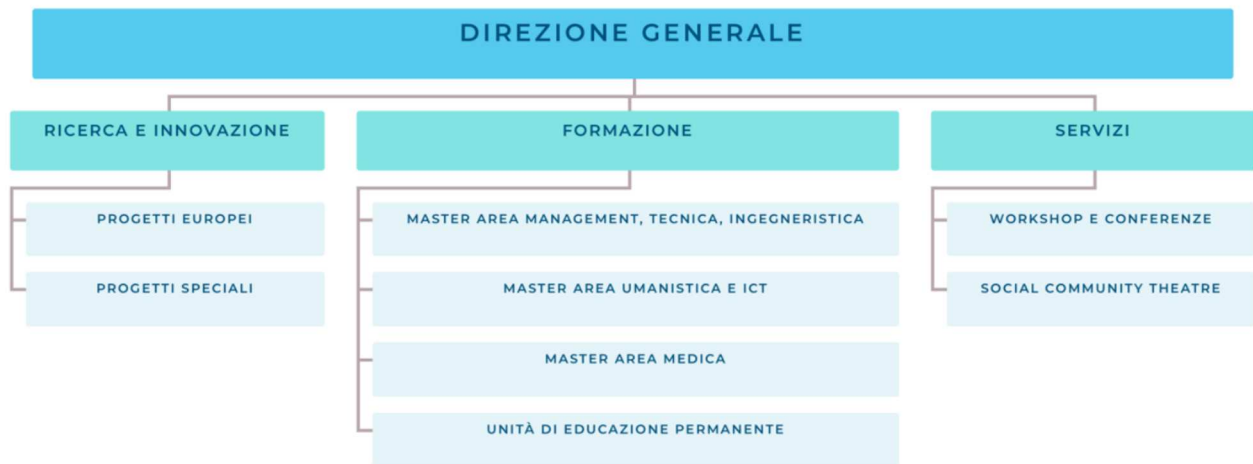 DIREZIONE GENERALE
RICERCA E INNOVAZIONE
PROGETTI EUROPEI
PROGETTI SPECIALI
FORMAZIONE
MASTER AREA MANAGEMENT, TECNICA, INGEGNERISTICA
MASTER AREA UMANISTICA E ICT
MASTER AREA MEDICA
UNITÀ DI EDUCAZIONE PERMANENTE
SERVIZI
WORKSHOP E CONFERENZE
SOCIAL COMMUNITY THEATRE